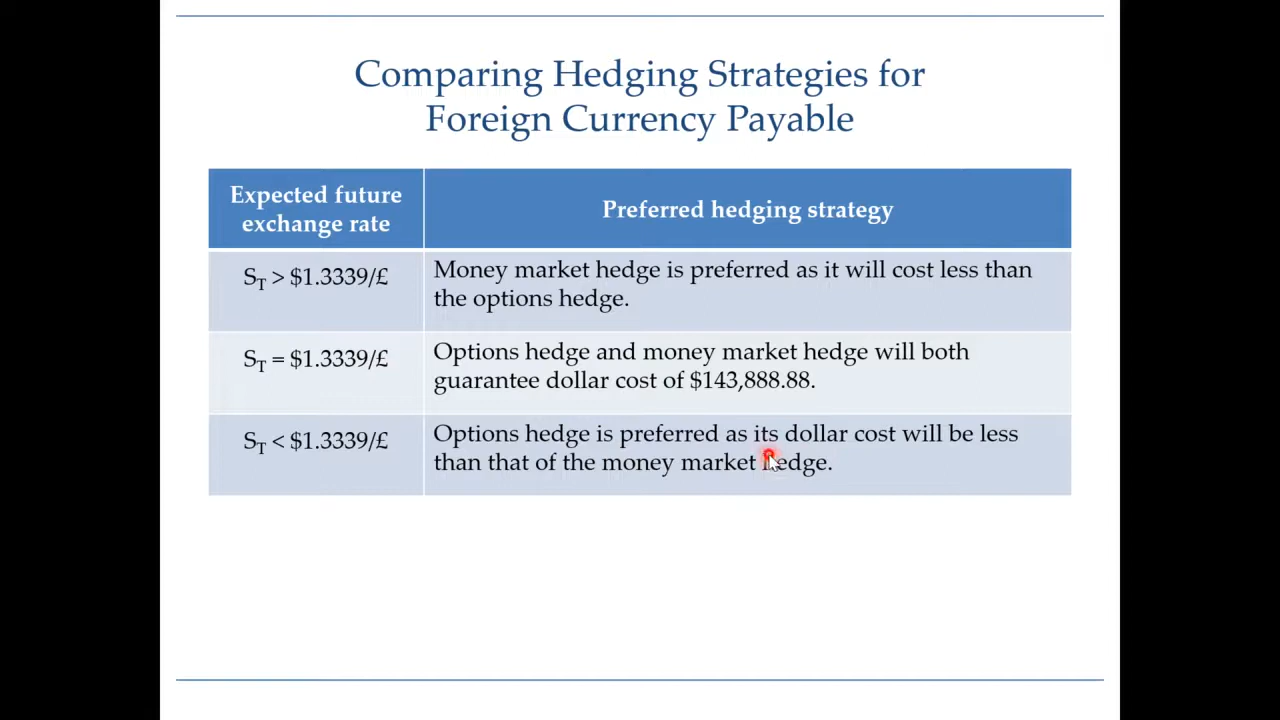 Comparing Hedging Strategies for
Foreign Currency Payable
Expected future
exchange rate
Preferred hedging strategy
S_T > $1.3339/£
Money market hedge is preferred as it will cost less than
the options hedge.
S_T = $1.3339/£
Options hedge and money market hedge will both
guarantee dollar cost of $143,888.88.
S_T < $1.3339/£
Options hedge is preferred as its dollar cost will be less
than that of the money market hedge.